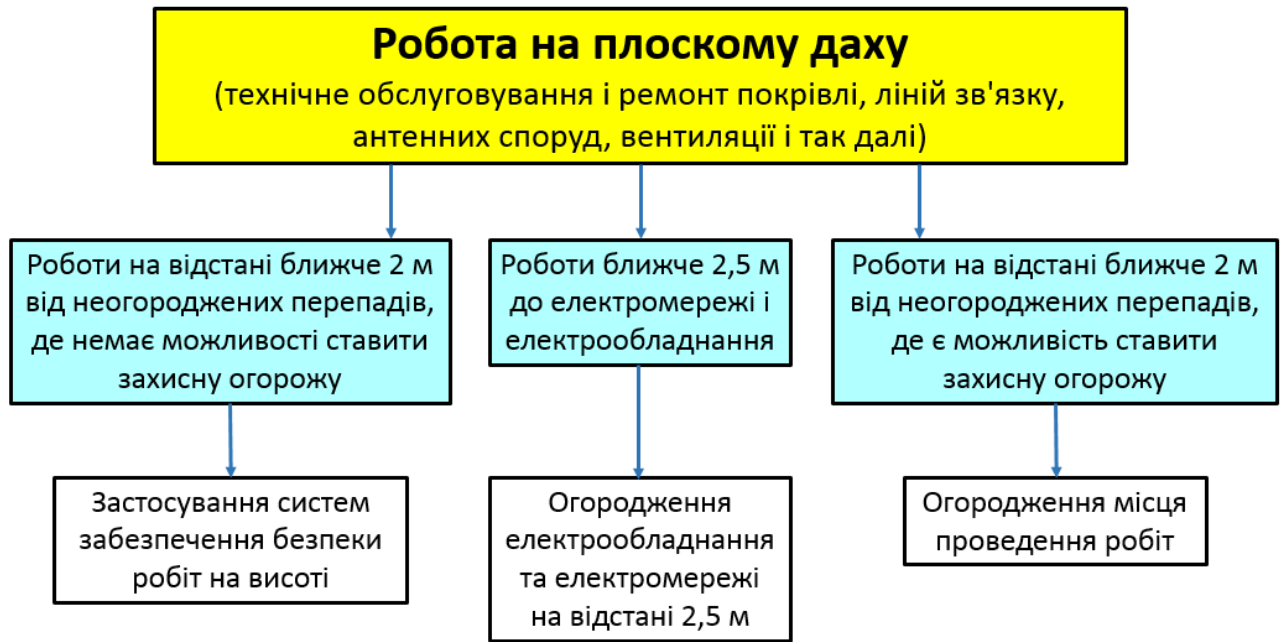 Робота на плоскому даху
(технічне обслуговування і ремонт покрівлі, ліній зв'язку,
антенних споруд, вентиляції і так далі)
Роботи на відстані ближче 2 м
від неогороджених перепадів,
де немає можливості ставити
захисну огорожу
Роботи ближче 2,5 м
до електромережі і
електрообладнання
Роботи на відстані ближче 2 м
від неогороджених перепадів,
де є можливість ставити
захисну огорожу
Застосування систем
забезпечення безпеки
робіт на висоті
Огородження
електрообладнання
та електромережі
на відстані 2,5 м
Огородження місця
проведення робіт